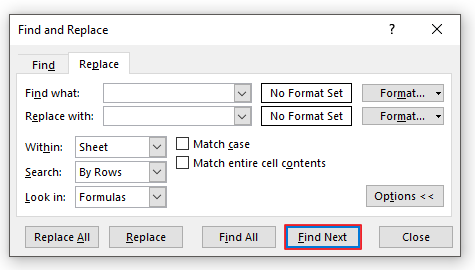 Find and Replace ? ×
Find Replace
Find what: No Format Set Format...
Replace with: No Format Set Format...
Within: Sheet Match case
Match entire cell contents
Search: By Rows
Look in: Formulas Options <<
Replace All Replace Find All Find Next Close